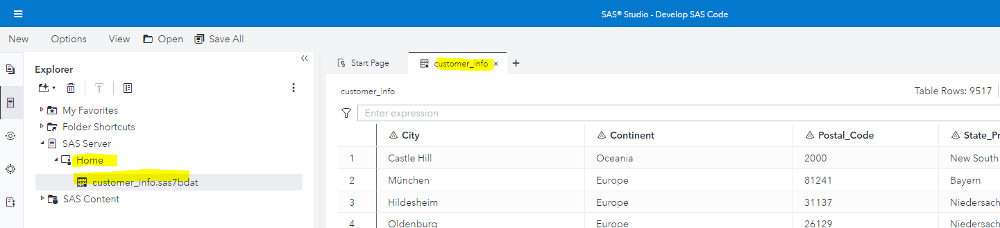 SAS® Studio - Develop SAS Code
New Options View Open Save All
Explorer
My Favorites
Folder Shortcuts
SAS Server
Home
customer_info.sas7bdat
SAS Content
Start Page customer_info × +
customer_info Table Rows: 9517
Enter expression
City Continent Postal_Code State_Pr
1 Castle Hill Oceania 2000 New South
2 München Europe 81241 Bayern
3 Hildesheim Europe 31137 Niedersach
4 Oldenburg Europe 26129 Niedersach